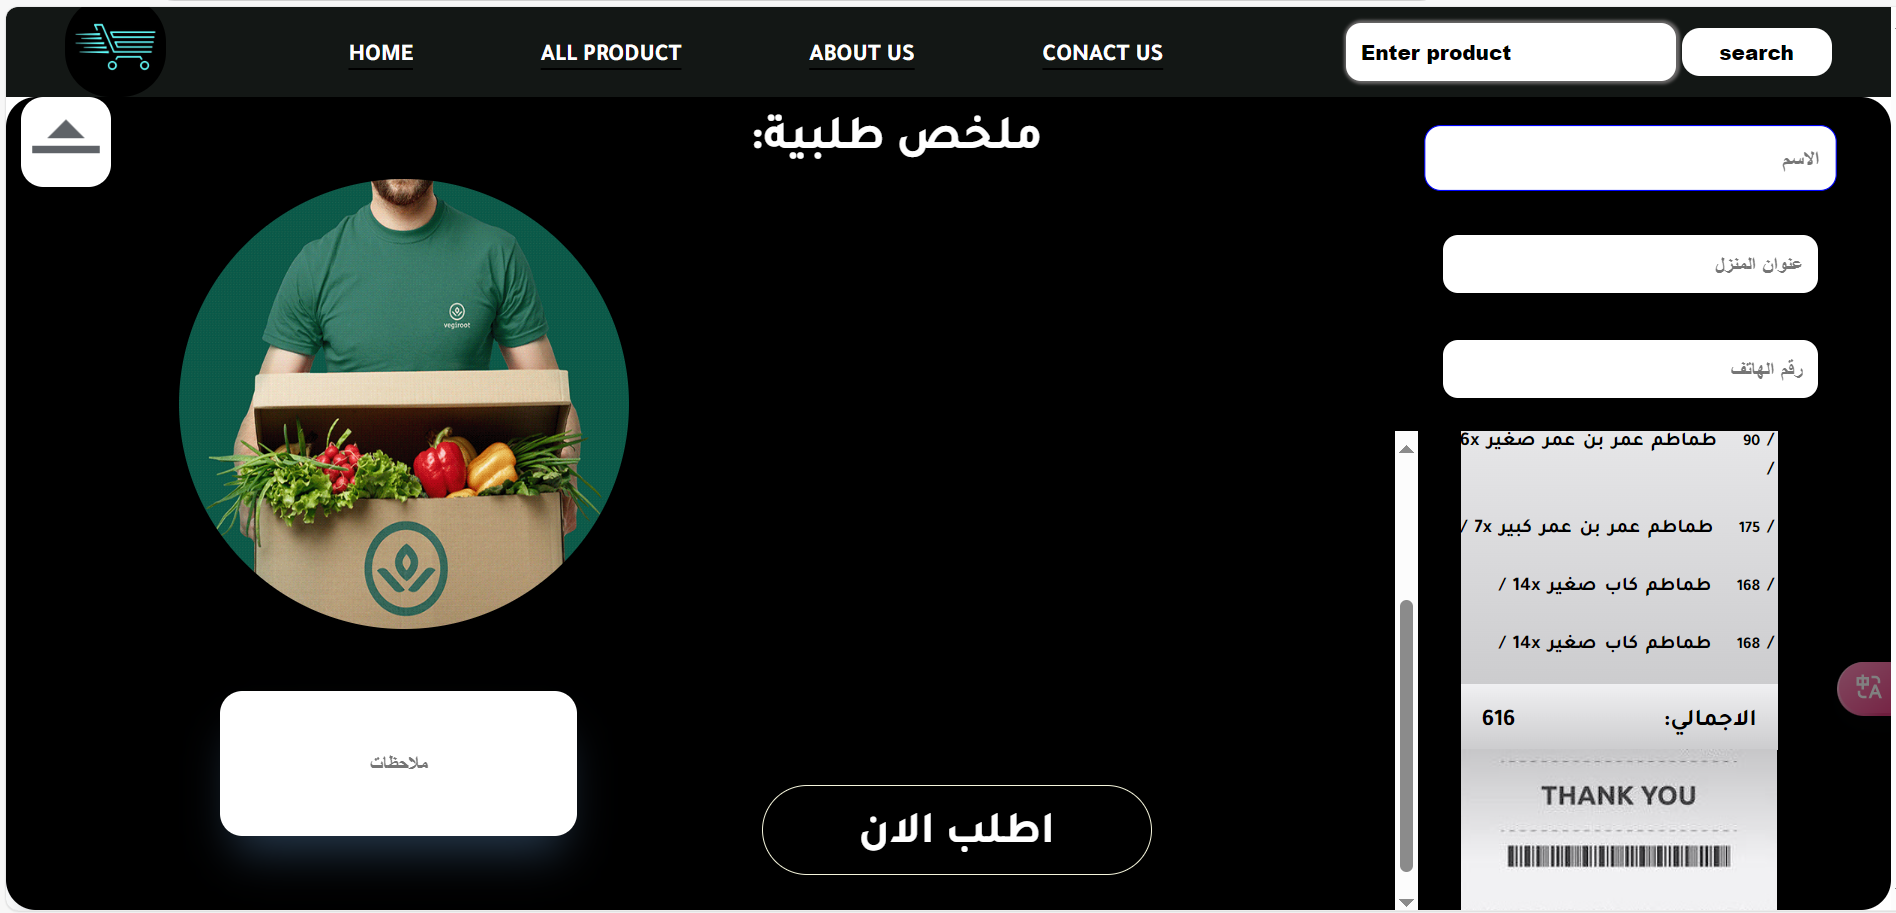 HOME
ALL PRODUCT
ABOUT US
CONACT US
Enter product
search
ملخص طلبية:
الاسم
عنوان المنزل
رقم الهاتف
vegiroot
/ 90 طماطم عمر بن عمر صغير 6x
/
/ 175 طماطم عمر بن عمر كبير 7x /
/ 168 طماطم كاب صغير 14x /
/ 168 طماطم كاب صغير 14x /
الاجمالي: 616
THANK YOU
ملاحظات
اطلب الان